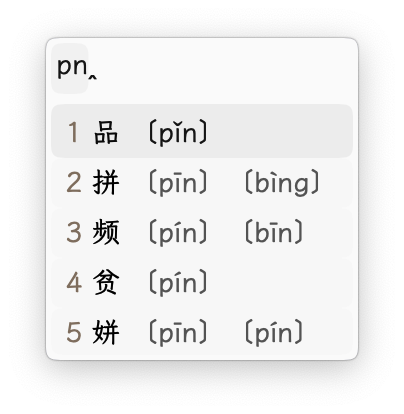 pn‸
1 品 〔pǐn〕
2 拼 〔pīn〕 〔bìng〕
3 频 〔pín〕 〔bīn〕
4 贫 〔pín〕
5 姘 〔pīn〕 〔pín〕